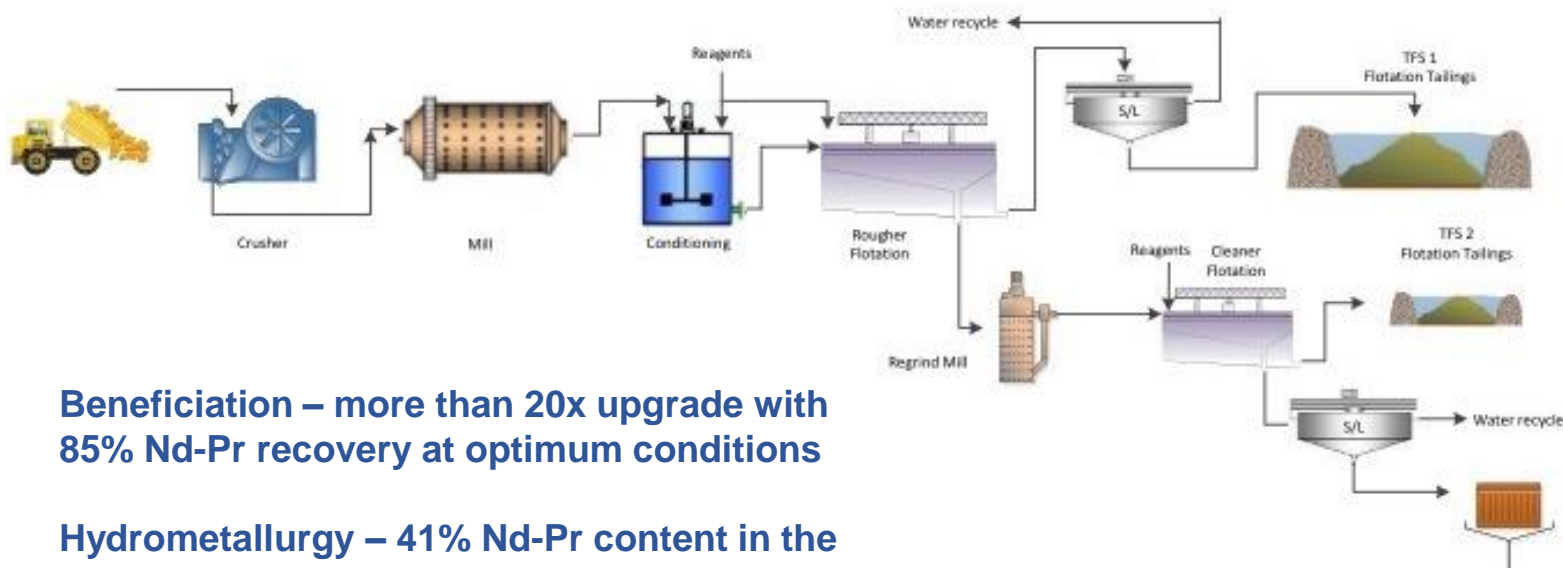 Water recycle
Reagents
TFS 1
Flotation Tailings
S/L
Crusher
Mill
Conditioning
Rougher
Flotation
Reagents
Cleaner
Flotation
TFS 2
Flotation Tailings
Regrind Mill
S/L
Water recycle
Beneficiation – more than 20x upgrade with
85% Nd-Pr recovery at optimum conditions
Hydrometallurgy – 41% Nd-Pr content in the